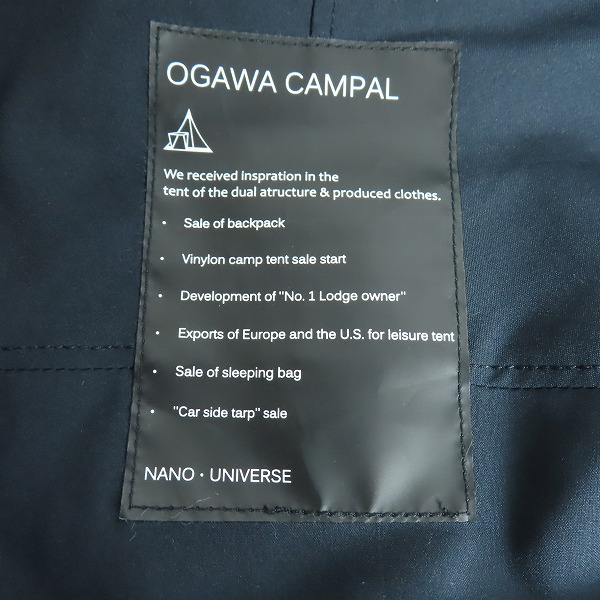 OGAWA CAMPAL
We received inspration in the
tent of the dual atructure & produced clothes.
• Sale of backpack
• Vinylon camp tent sale start
• Development of "No. 1 Lodge owner"
• Exports of Europe and the U.S. for leisure tent
• Sale of sleeping bag
• "Car side tarp" sale
NANO・UNIVERSE